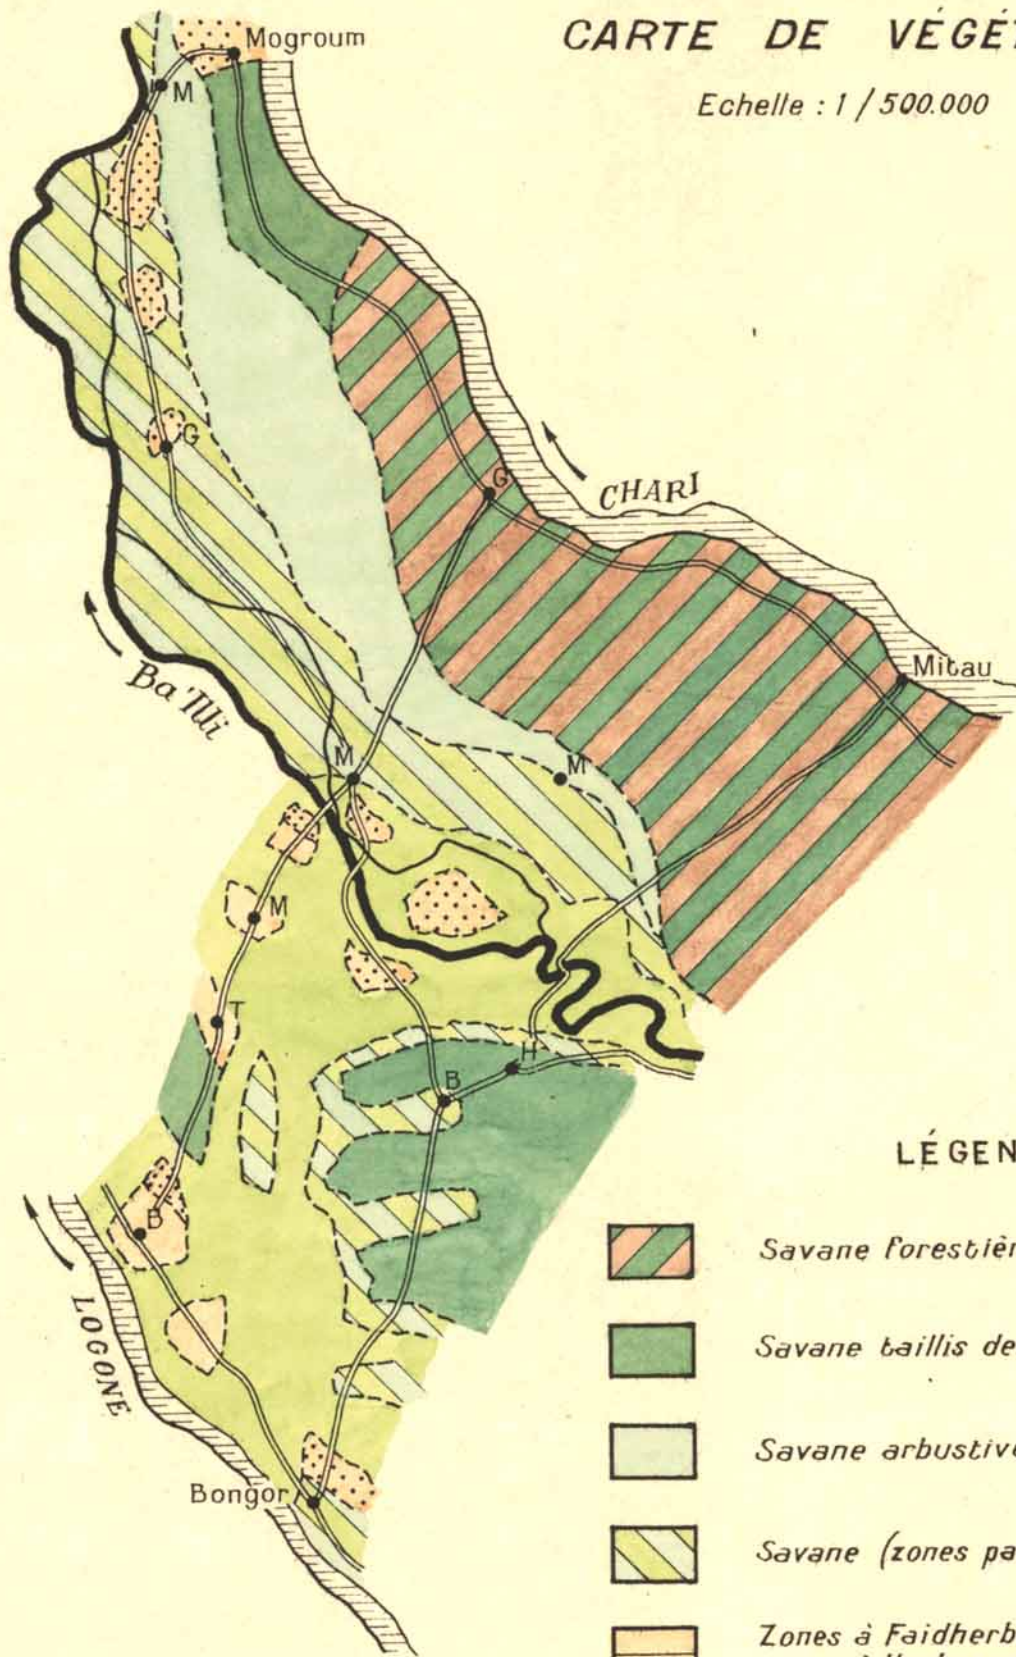 CARTE DE VÉGÉT
Echelle : 1 / 500.000
Mogroum
M
G
G
CHARI
Ba'Illi
Mitau
M
M
M
T
H
B
B
LOGONE
Bongor
LÉGEN
Savane forestièr
Savane taillis de
Savane arbustive
Savane (zones pa
Zones à Faidherb